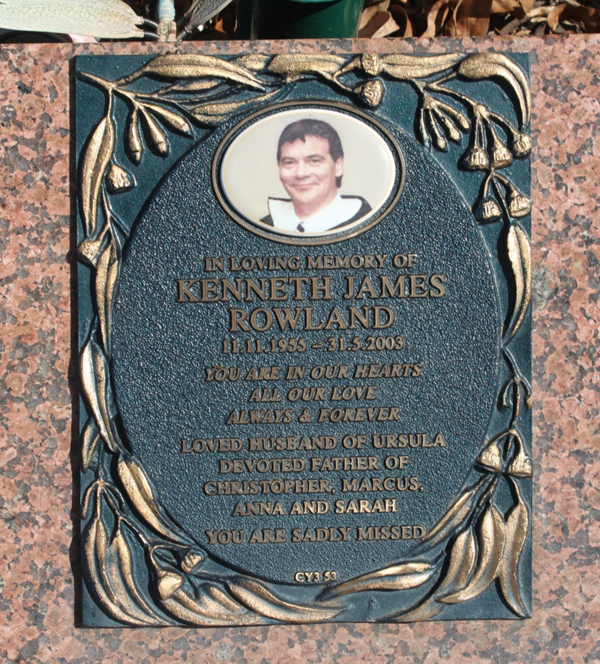 IN LOVING MEMORY OF
KENNETH JAMES
ROWLAND
11.11.1955 – 31.5.2003
YOU ARE IN OUR HEARTS
ALL OUR LOVE
ALWAYS & FOREVER
LOVED HUSBAND OF URSULA
DEVOTED FATHER OF
CHRISTOPHER, MARCUS,
ANNA AND SARAH
YOU ARE SADLY MISSED
CY3 53